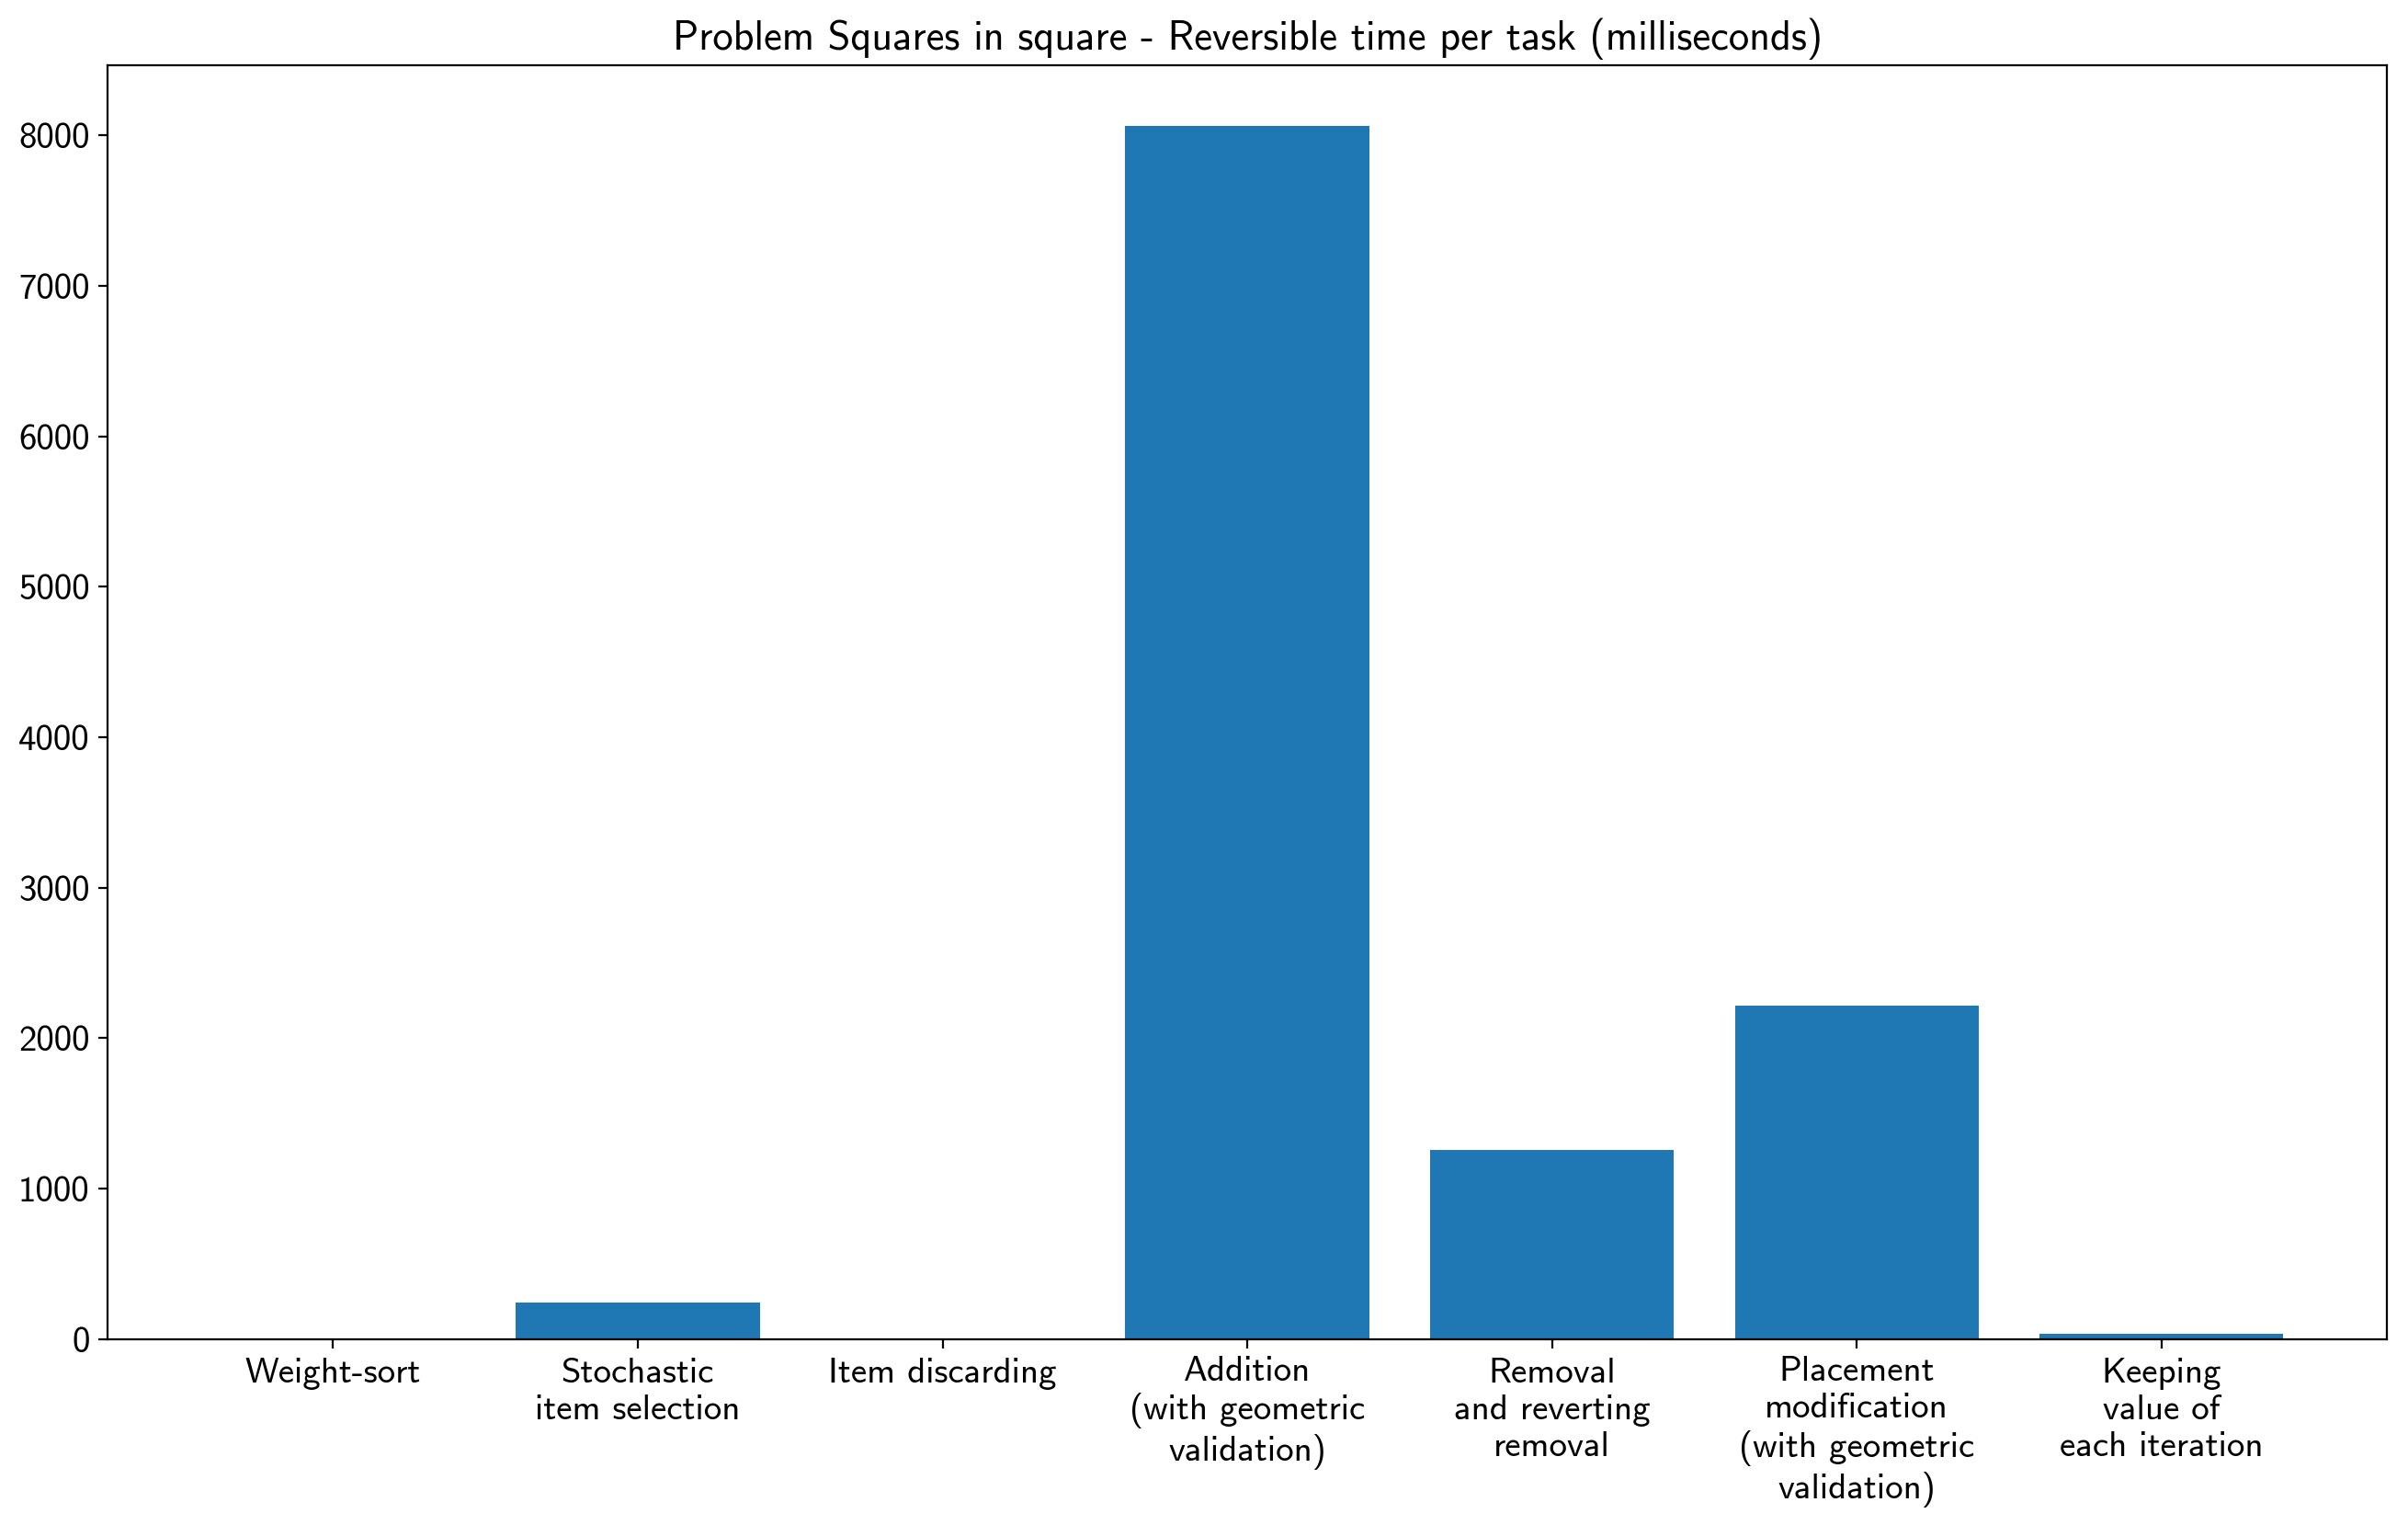 Problem Squares in square - Reversible time per task (milliseconds)
8000
7000
6000
5000
4000
3000
2000
1000
0
Weight-sort
Stochastic
item selection
Item discarding
Addition
(with geometric
validation)
Removal
and reverting
removal
Placement
modification
(with geometric
validation)
Keeping
value of
each iteration